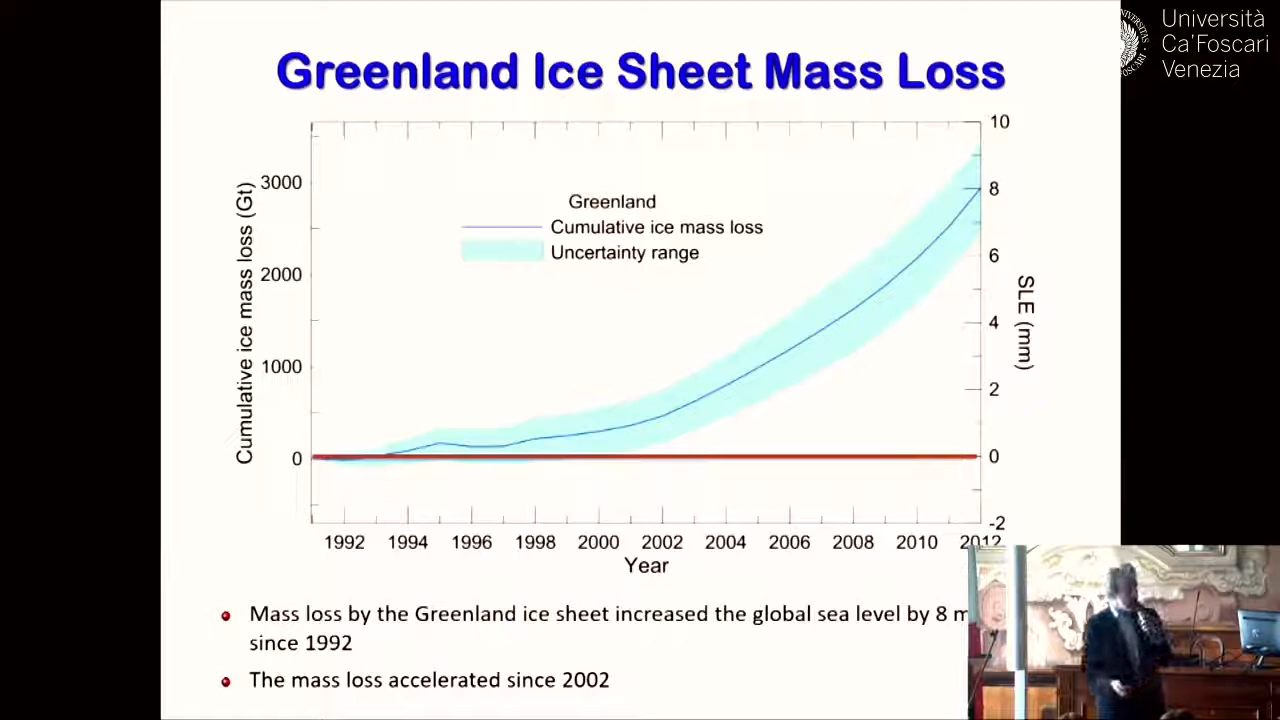 Università
Ca'Foscari
Venezia
Greenland Ice Sheet Mass Loss
10
3000
8
Greenland
Cumulative ice mass loss
Uncertainty range
2000
6
4
1000
2
0
0
-2
Cumulative ice mass loss (Gt)
SLE (mm)
1992 1994 1996 1998 2000 2002 2004 2006 2008 2010 2012
Year
Mass loss by the Greenland ice sheet increased the global sea level by 8
since 1992
The mass loss accelerated since 2002